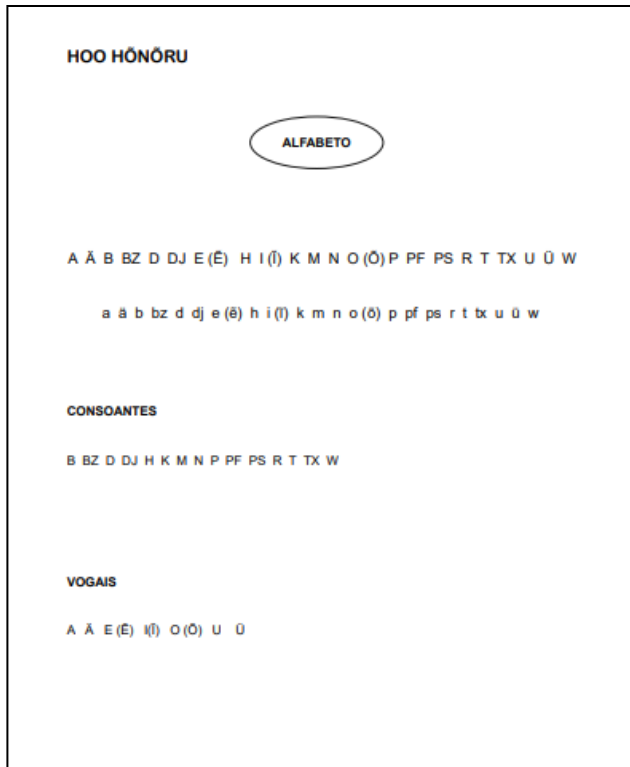 HOO HÕNÕRU
ALFABETO
A Ä B BZ D DJ E (Ẽ) H I (Ĩ) K M N O (Õ) P PF PS R T TX U Ü W
a ä b bz d dj e (ẽ) h i (ĩ) k m n o (õ) p pf ps r t tx u ü w
CONSOANTES
B BZ D DJ H K M N P PF PS R T TX W
VOGAIS
A Ä E (Ẽ) I(Ĩ) O (Õ) U Ü